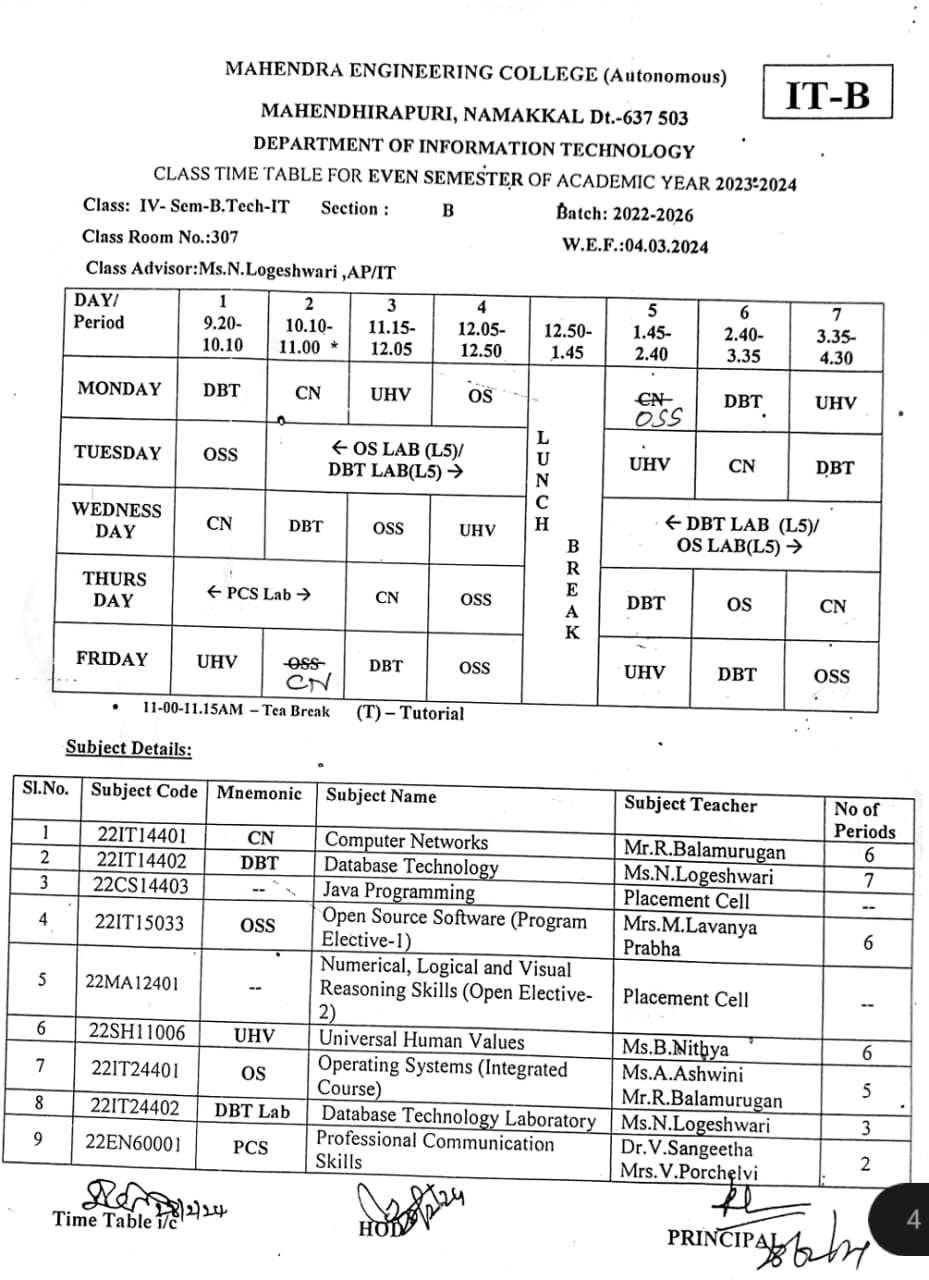 MAHENDRA ENGINEERING COLLEGE (Autonomous)
IT-B
MAHENDHIRAPURI, NAMAKKAL Dt.-637 503
DEPARTMENT OF INFORMATION TECHNOLOGY
CLASS TIME TABLE FOR EVEN SEMESTER OF ACADEMIC YEAR 2023-2024
Class: IV- Sem-B.Tech-IT Section : B Batch: 2022-2026
Class Room No.:307 W.E.F.:04.03.2024
Class Advisor:Ms.N.Logeshwari ,AP/IT
DAY/ Period 1 9.20-10.10 2 10.10-11.00 * 3 11.15-12.05 4 12.05-12.50 12.50-1.45 5 1.45-2.40 6 2.40-3.35 7 3.35-4.30
MONDAY DBT CN UHV OS CN OSS DBT UHV
TUESDAY OSS ← OS LAB (L5)/ DBT LAB(L5) → UHV CN DBT
LUNCH BREAK
WEDNESS DAY CN DBT OSS UHV ← DBT LAB (L5)/ OS LAB(L5) →
THURS DAY ← PCS Lab → CN OSS DBT OS CN
FRIDAY UHV OSS CN DBT OSS UHV DBT OSS
• 11-00-11.15AM – Tea Break (T) – Tutorial
Subject Details:
Sl.No. Subject Code Mnemonic Subject Name Subject Teacher No of Periods
1 22IT14401 CN Computer Networks Mr.R.Balamurugan 6
2 22IT14402 DBT Database Technology Ms.N.Logeshwari 7
3 22CS14403 -- Java Programming Placement Cell --
4 22IT15033 OSS Open Source Software (Program Elective-1) Mrs.M.Lavanya Prabha 6
5 22MA12401 -- Numerical, Logical and Visual Reasoning Skills (Open Elective-2) Placement Cell --
6 22SH11006 UHV Universal Human Values Ms.B.Nithya 6
7 22IT24401 OS Operating Systems (Integrated Course) Ms.A.Ashwini Mr.R.Balamurugan 5
8 22IT24402 DBT Lab Database Technology Laboratory Ms.N.Logeshwari 3
9 22EN60001 PCS Professional Communication Skills Dr.V.Sangeetha Mrs.V.Porchelvi 2
28/2/24
Time Table i/c HOD PRINCIPAL
4